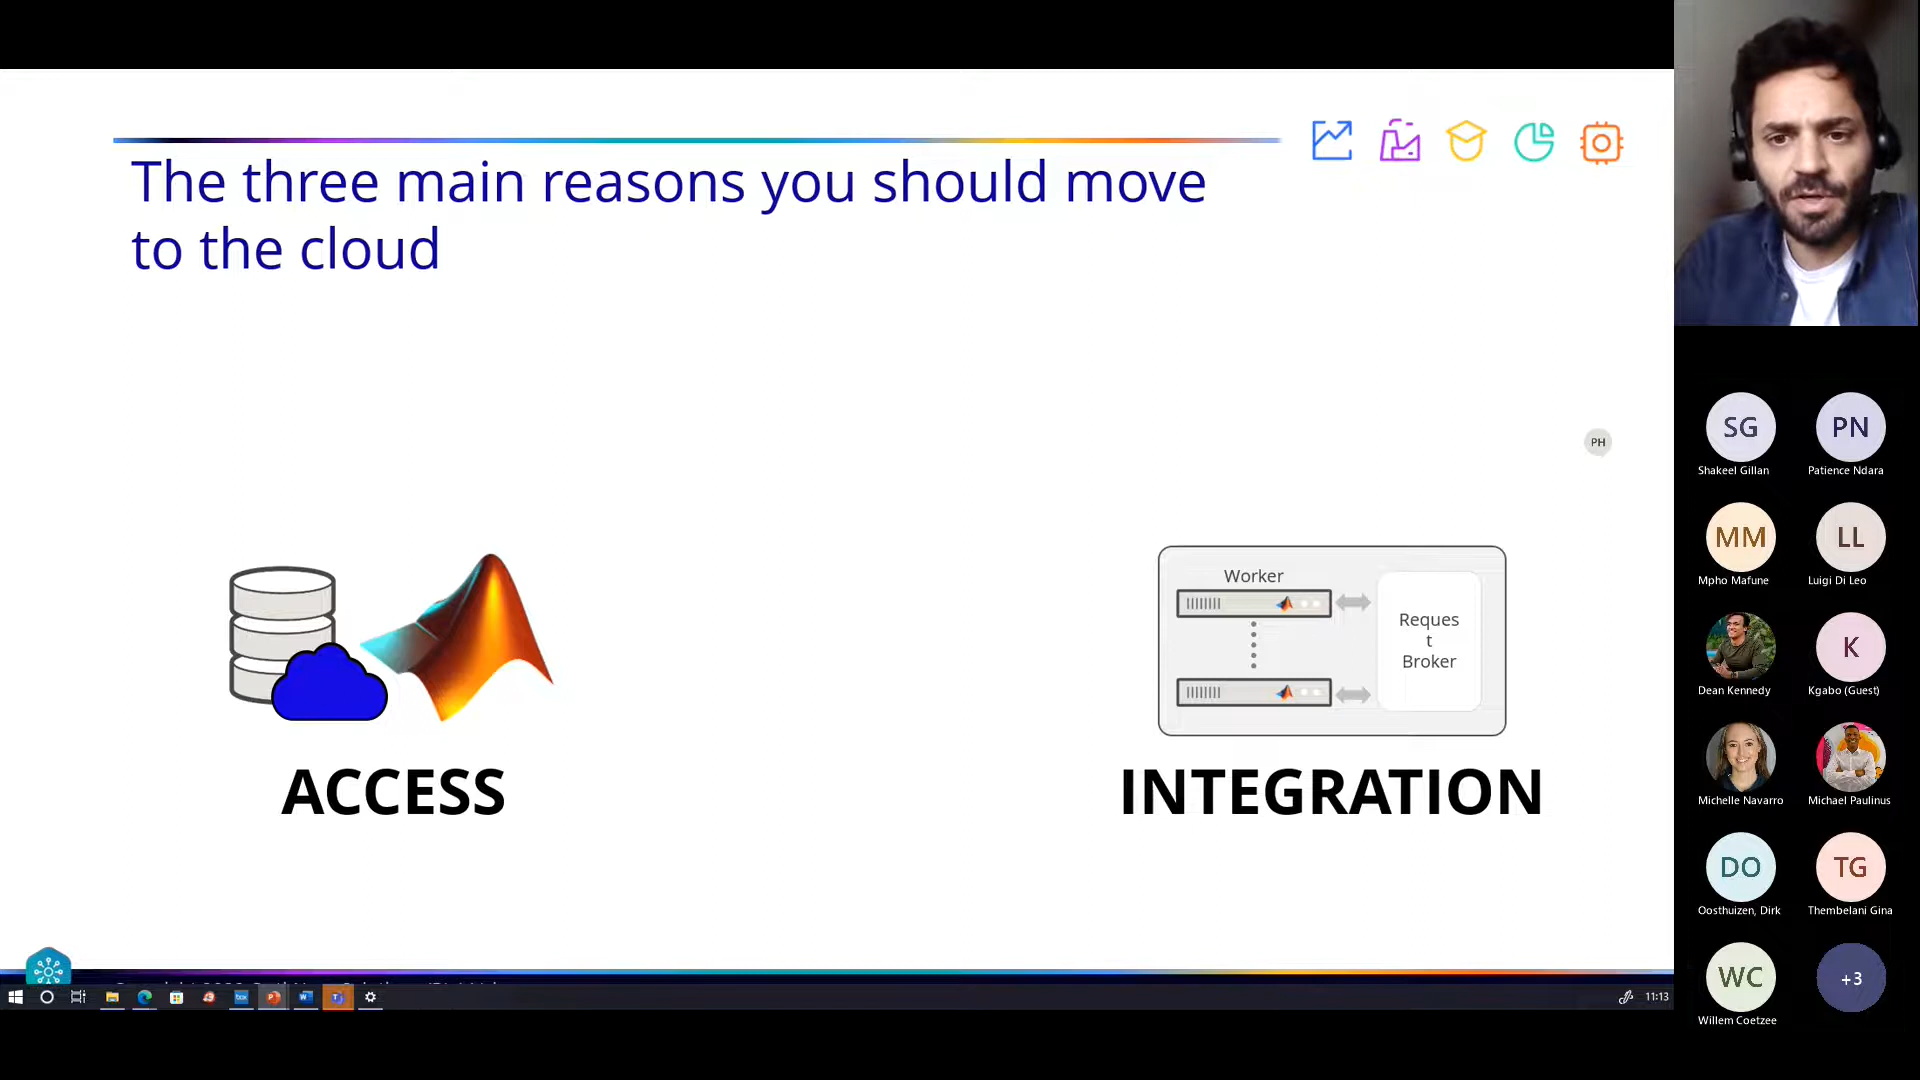 The three main reasons you should move
to the cloud
PH
Worker
Reques
t
Broker
ACCESS
INTEGRATION
11:13
SG
PN
Shakeel Gillan
Patience Ndara
MM
LL
Mpho Mafune
Luigi Di Leo
K
Dean Kennedy
Kgabo (Guest)
Michelle Navarro
Michael Paulinus
DO
TG
Oosthuizen, Dirk
Thembelani Gina
WC
+3
Willem Coetzee